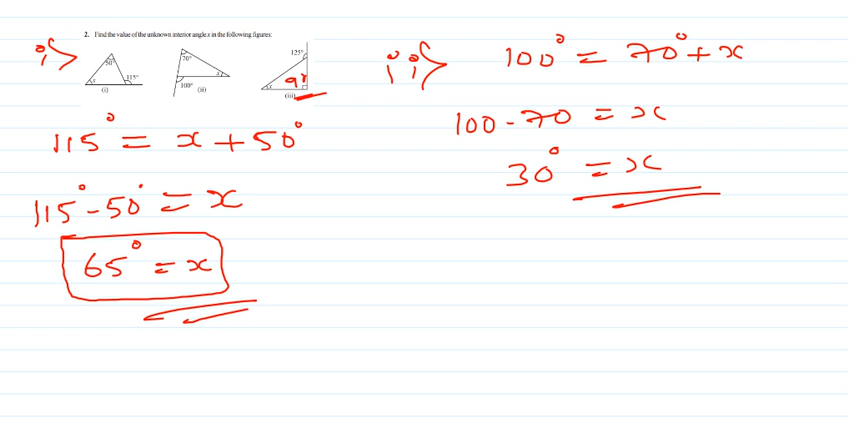 2. Find the value of the unknown interior angle x in the following figures:
i>
50°
x
115°
(i)
70°
x
100°
(ii)
125°
x
(iii)
115° = x + 50°
115° - 50° = x
65° = x
ii>
100° = 70° + x
100 - 70 = x
30° = x